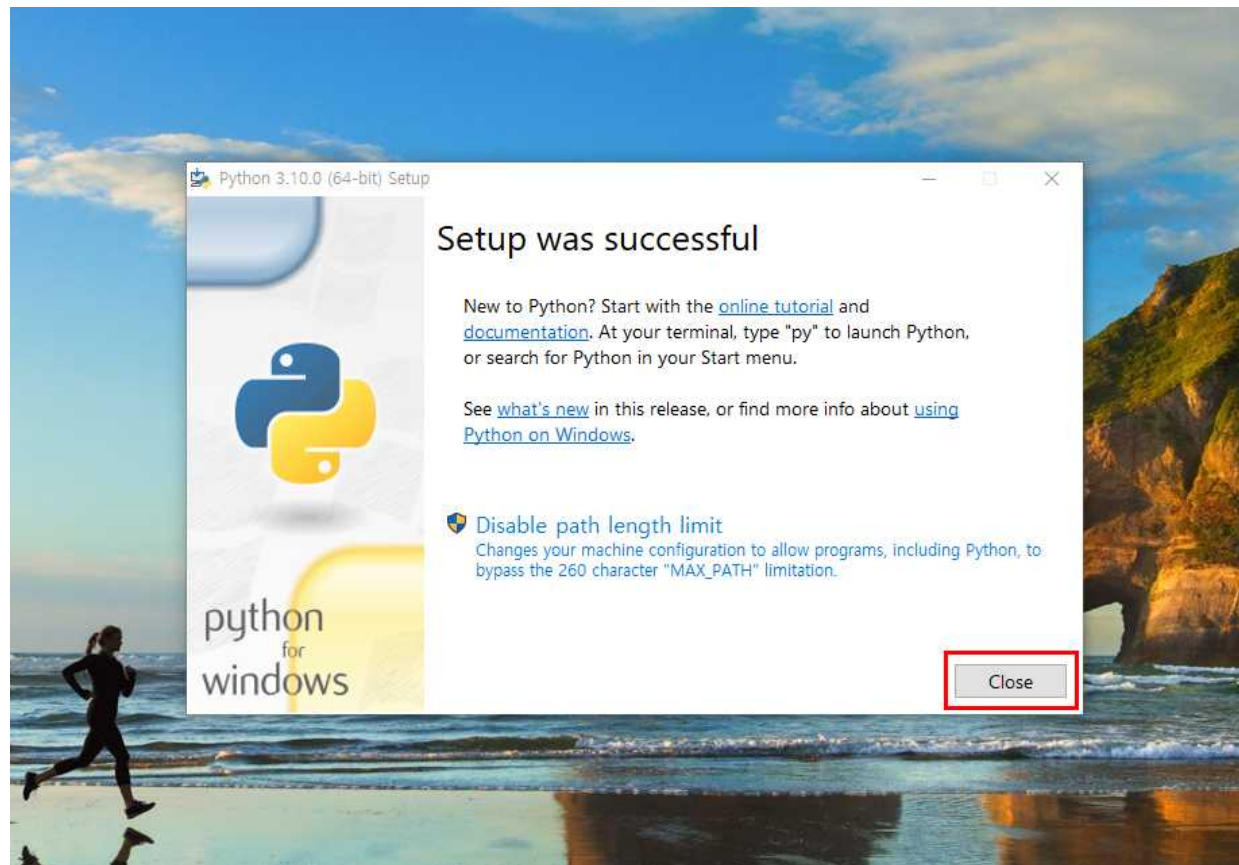 Python 3.10.0 (64-bit) Setup
Setup was successful
New to Python? Start with the online tutorial and
documentation. At your terminal, type "py" to launch Python,
or search for Python in your Start menu.
See what's new in this release, or find more info about using
Python on Windows.
Disable path length limit
Changes your machine configuration to allow programs, including Python, to
bypass the 260 character "MAX_PATH" limitation.
python
for
windows
Close